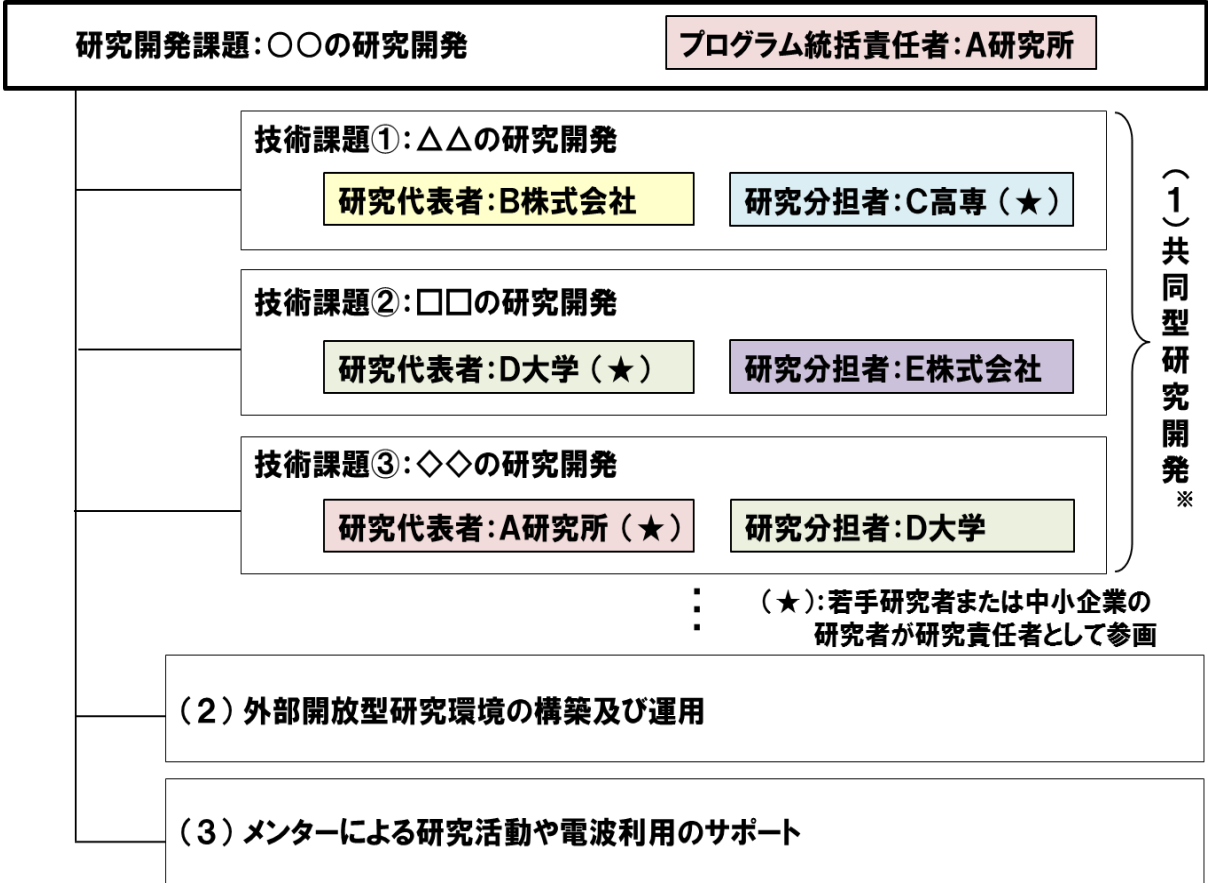 研究開発課題：○○の研究開発
プログラム統括責任者：A研究所
技術課題①：△△の研究開発
研究代表者：B株式会社
研究分担者：C高専（★）
技術課題②：□□の研究開発
研究代表者：D大学（★）
研究分担者：E株式会社
技術課題③：◇◇の研究開発
研究代表者：A研究所（★）
研究分担者：D大学
（１）共同型研究開発※
（★）：若手研究者または中小企業の
研究者が研究責任者として参画
（２）外部開放型研究環境の構築及び運用
（３）メンターによる研究活動や電波利用のサポート